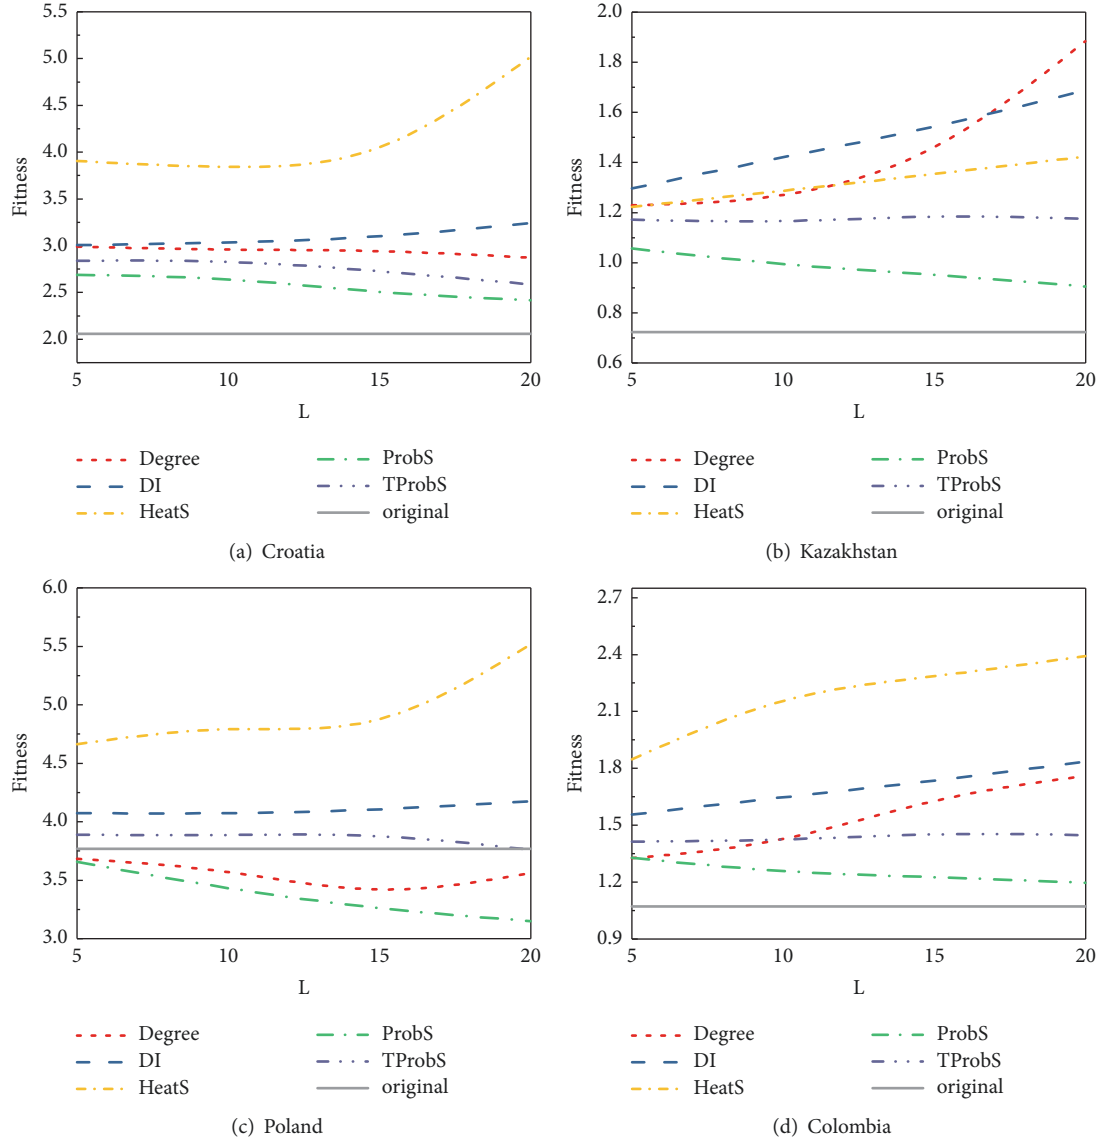 5.5
5.0
4.5
4.0
3.5
3.0
2.5
2.0
Fitness
5 10 15 20
L
Degree ProbS
DI TProbS
HeatS original
(a) Croatia
2.0
1.8
1.6
1.4
1.2
1.0
0.8
0.6
Fitness
5 10 15 20
L
Degree ProbS
DI TProbS
HeatS original
(b) Kazakhstan
6.0
5.5
5.0
4.5
4.0
3.5
3.0
Fitness
5 10 15 20
L
Degree ProbS
DI TProbS
HeatS original
(c) Poland
2.7
2.4
2.1
1.8
1.5
1.2
0.9
Fitness
5 10 15 20
L
Degree ProbS
DI TProbS
HeatS original
(d) Colombia